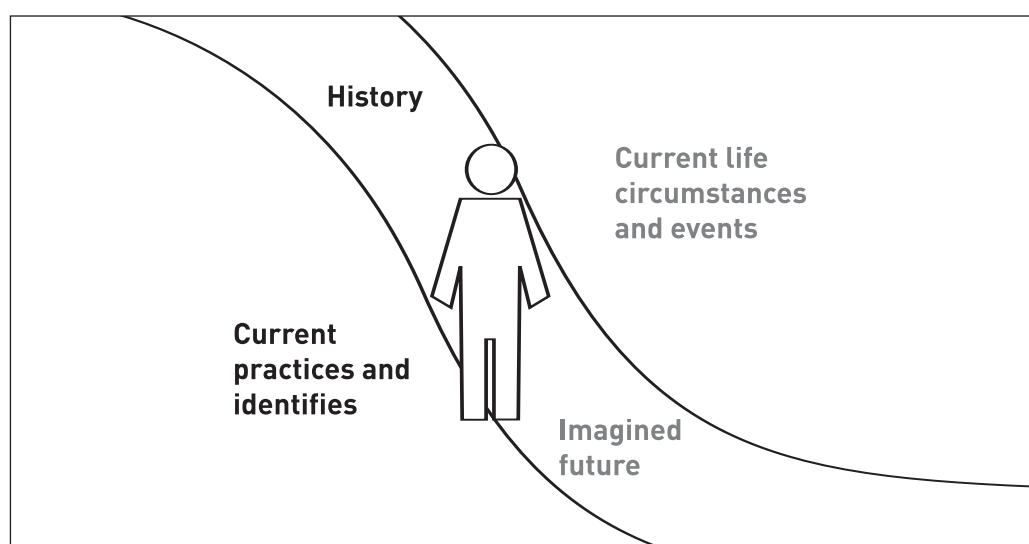 History
Current life
circumstances
and events
Current
practices and
identifies
Imagined
future